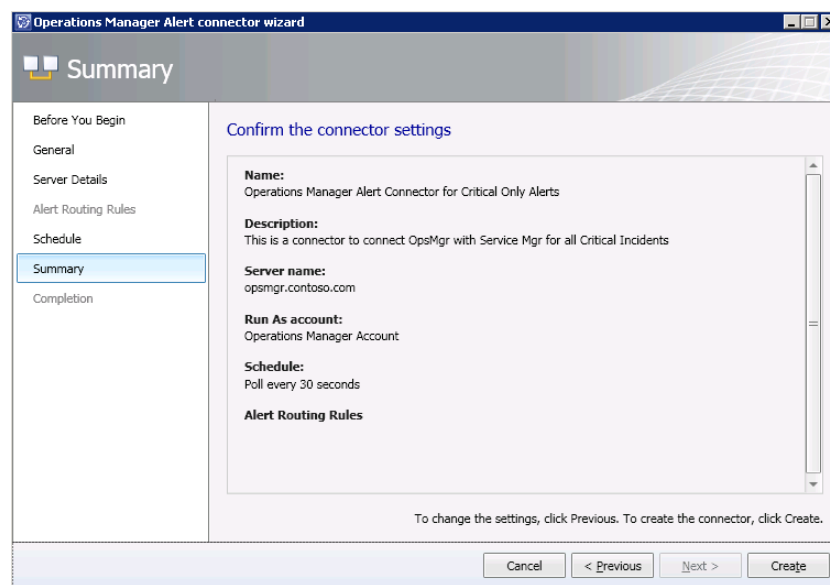 Operations Manager Alert connector wizard
Summary
Before You Begin
General
Server Details
Alert Routing Rules
Schedule
Summary
Completion
Confirm the connector settings
Name:
Operations Manager Alert Connector for Critical Only Alerts
Description:
This is a connector to connect OpsMgr with Service Mgr for all Critical Incidents
Server name:
opsmgr.contoso.com
Run As account:
Operations Manager Account
Schedule:
Poll every 30 seconds
Alert Routing Rules
To change the settings, click Previous. To create the connector, click Create.
Cancel
< Previous
Next >
Create